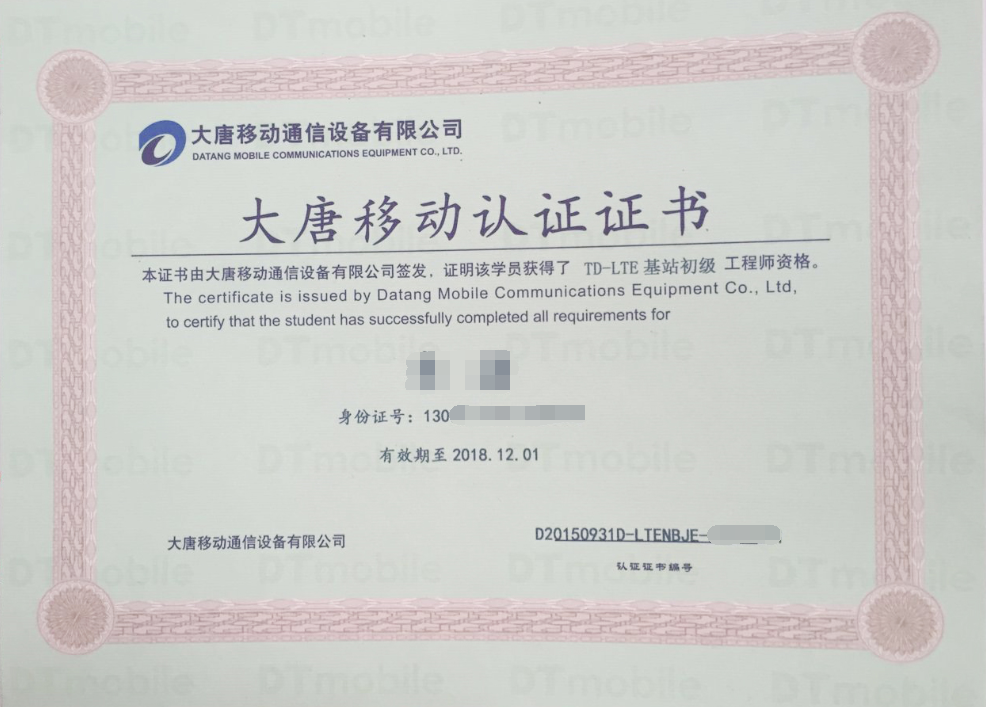 大唐移动通信设备有限公司
DATANG MOBILE COMMUNICATIONS EQUIPMENT CO., LTD.
大唐移动认证证书
本证书由大唐移动通信设备有限公司签发，证明该学员获得了 TD-LTE 基站初级 工程师资格。
The certificate is issued by Datang Mobile Communications Equipment Co., Ltd,
to certify that the student has successfully completed all requirements for
身份证号：130
有效期至 2018.12.01
大唐移动通信设备有限公司
D20150931D-LTENBJE-
认证证书编号